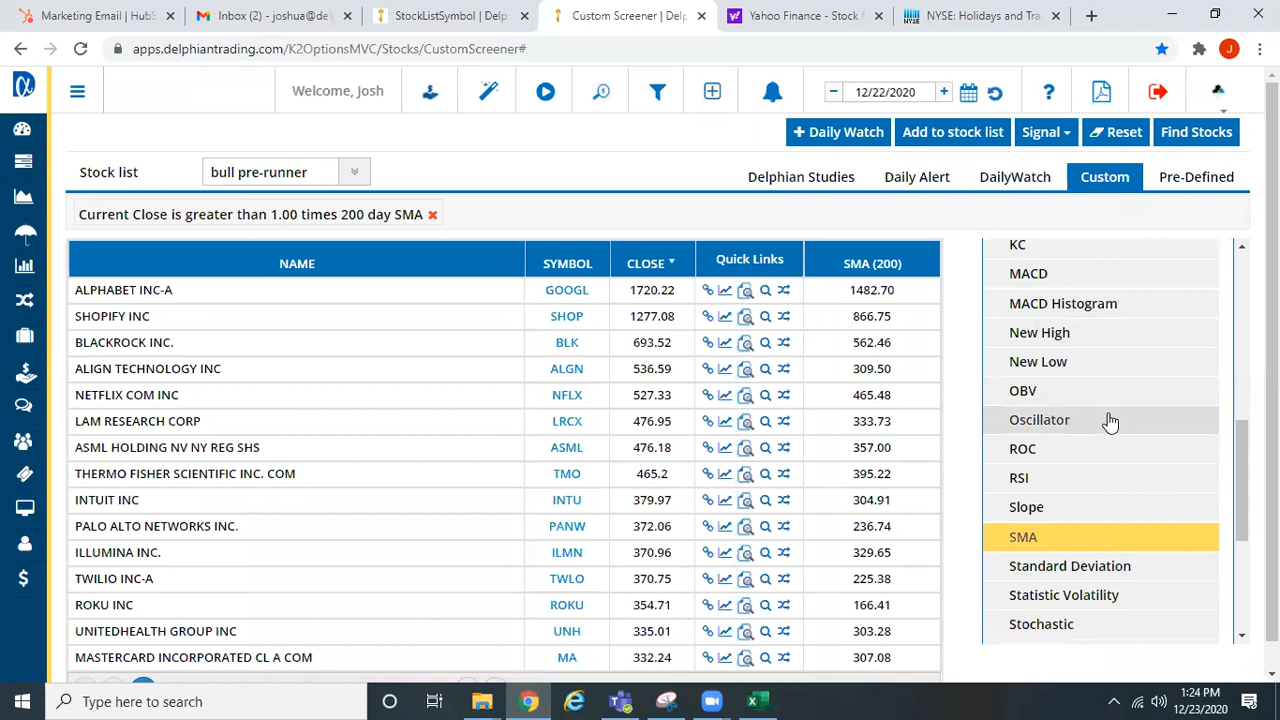 Marketing Email | HubS
Inbox (2) - joshua@del
StockListSymbol | Delp
Custom Screener | Delp
Yahoo Finance - Stock
NYSE: Holidays and Tra
apps.delphiantrading.com/K2OptionsMVC/Stocks/CustomScreener#
J
Welcome, Josh
12/22/2020
+ Daily Watch
Add to stock list
Signal
Reset
Find Stocks
Stock list
bull pre-runner
Delphian Studies
Daily Alert
DailyWatch
Custom
Pre-Defined
Current Close is greater than 1.00 times 200 day SMA
NAME SYMBOL CLOSE Quick Links SMA (200)
ALPHABET INC-A GOOGL 1720.22 1482.70
SHOPIFY INC SHOP 1277.08 866.75
BLACKROCK INC. BLK 693.52 562.46
ALIGN TECHNOLOGY INC ALGN 536.59 309.50
NETFLIX COM INC NFLX 527.33 465.48
LAM RESEARCH CORP LRCX 476.95 333.73
ASML HOLDING NV NY REG SHS ASML 476.18 357.00
THERMO FISHER SCIENTIFIC INC. COM TMO 465.2 395.22
INTUIT INC INTU 379.97 304.91
PALO ALTO NETWORKS INC. PANW 372.06 236.74
ILLUMINA INC. ILMN 370.96 329.65
TWILIO INC-A TWLO 370.75 225.38
ROKU INC ROKU 354.71 166.41
UNITEDHEALTH GROUP INC UNH 335.01 303.28
MASTERCARD INCORPORATED CL A COM MA 332.24 307.08
KC
MACD
MACD Histogram
New High
New Low
OBV
Oscillator
ROC
RSI
Slope
SMA
Standard Deviation
Statistic Volatility
Stochastic
Type here to search
1:24 PM
12/23/2020